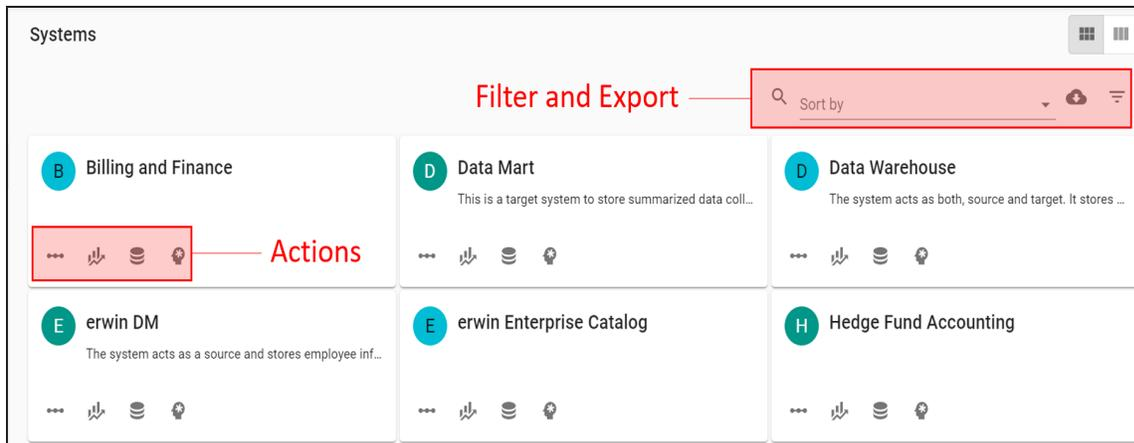 Systems
Filter and Export
Sort by
B Billing and Finance
D Data Mart
This is a target system to store summarized data coll...
D Data Warehouse
The system acts as both, source and target. It stores ...
Actions
E erwin DM
The system acts as a source and stores employee inf...
E erwin Enterprise Catalog
H Hedge Fund Accounting